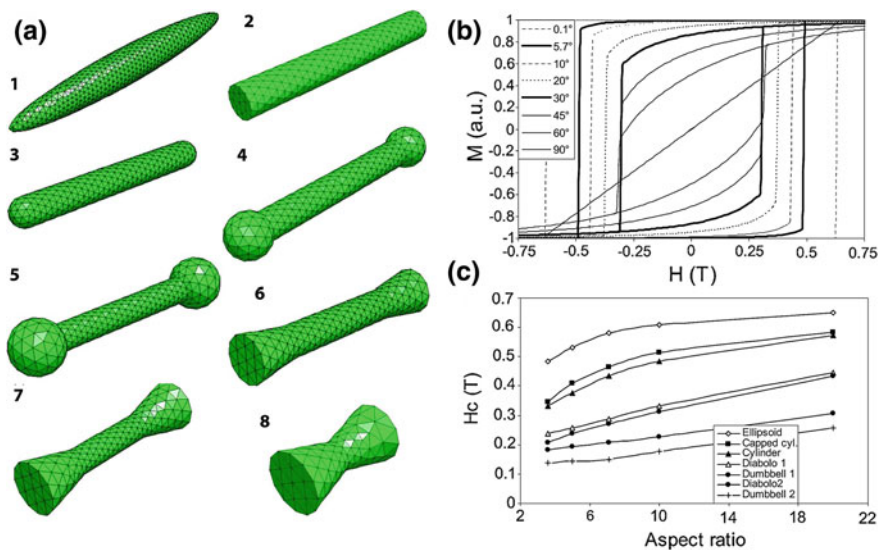 (a)
1
2
3
4
5
6
7
8
(b)
M (a.u.)
1
0.8
0.6
0.4
0.2
0
-0.2
-0.4
-0.6
-0.8
-1
0.1°
5.7°
10°
20°
30°
45°
60°
90°
-0.75 -0.5 -0.25 0 0.25 0.5 0.75
H (T)
(c)
Hc (T)
0.7
0.6
0.5
0.4
0.3
0.2
0.1
0
Ellipsoid
Capped cyl.
Cylinder
Diabolo 1
Dumbbell 1
Diabolo2
Dumbbell 2
2 6 10 14 18 22
Aspect ratio